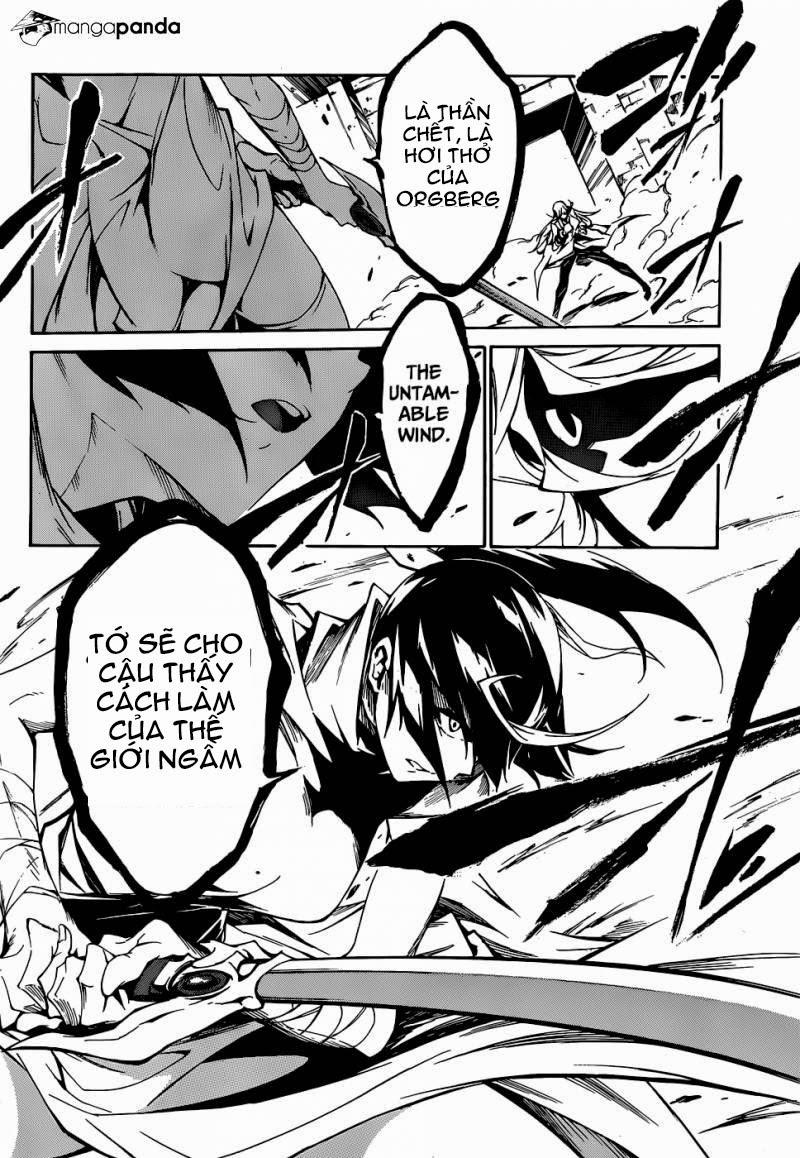 mangapanda
LÀ THẦN
CHẾT, LÀ
HƠI THỞ
CỦA
ORGBERG
THE
UNTAM-
ABLE
WIND.
TỚ SẼ CHO
CẬU THẤY
CÁCH LÀM
CỦA THẾ
GIỚI NGẦM